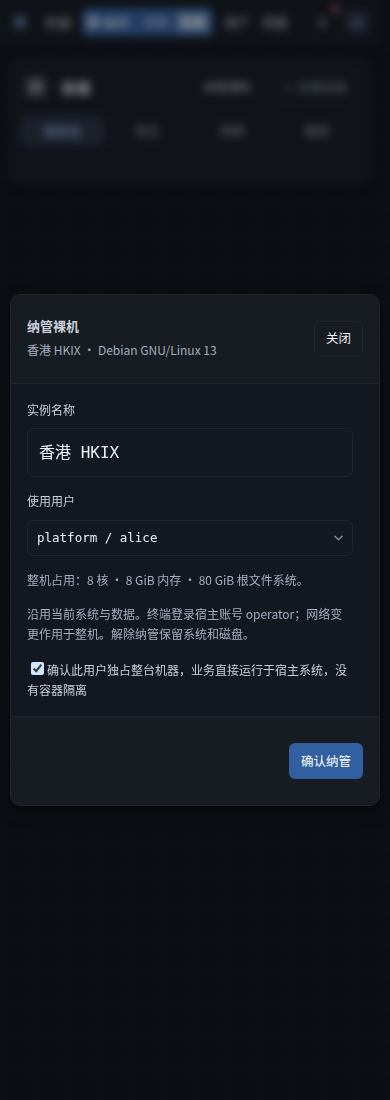 纳管裸机
香港 HKIX · Debian GNU/Linux 13
关闭
实例名称
香港 HKIX
使用用户
platform / alice
整机占用：8 核 · 8 GiB 内存 · 80 GiB 根文件系统。
沿用当前系统与数据。终端登录宿主账号 operator；网络变
更作用于整机。解除纳管保留系统和磁盘。
确认此用户独占整台机器，业务直接运行于宿主系统，没
有容器隔离
确认纳管